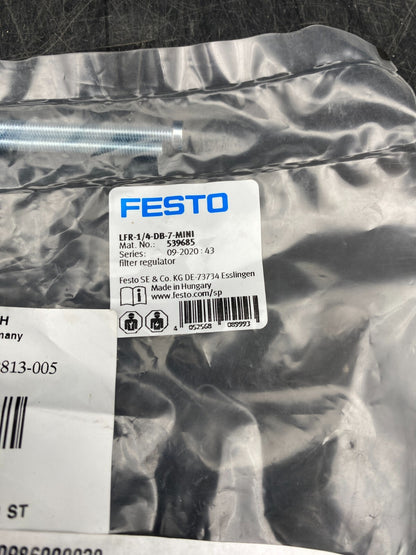 FESTO
LFR-1/4-DB-7-MINI
Mat. No.: 539685
Series: 09-2020 : 43
filter regulator
Festo SE & Co. KG DE-73734 Esslingen
Made in Hungary
www.festo.com/sp
4 052568 089993
H
many
813-005
ST